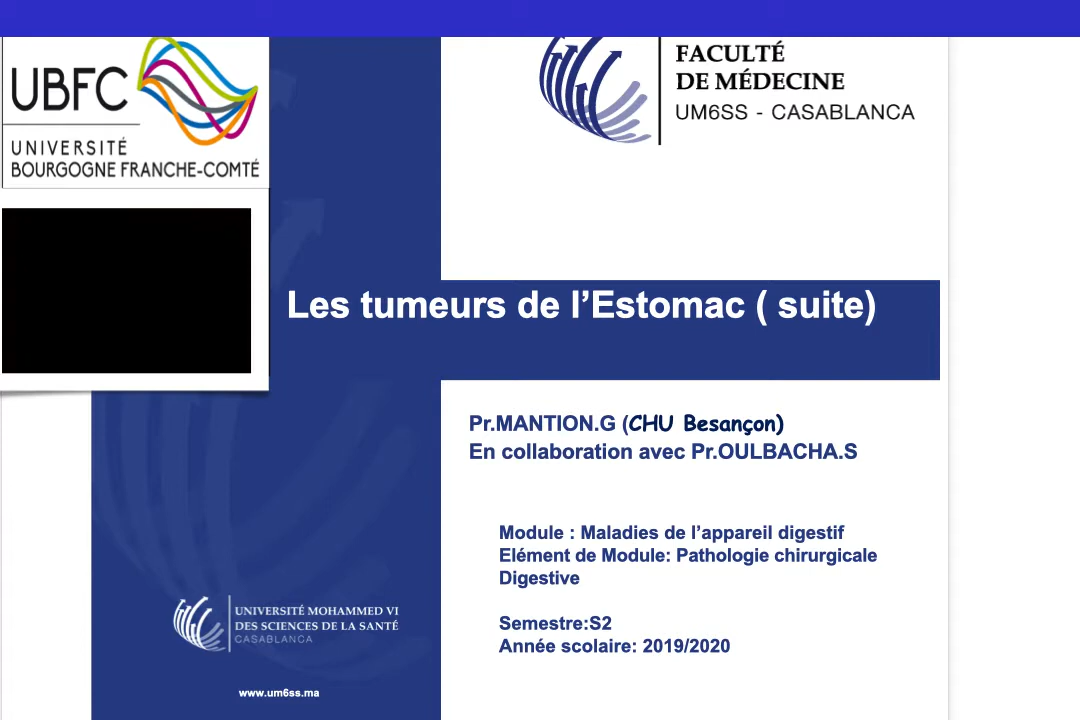 UBFC
UNIVERSITÉ
BOURGOGNE FRANCHE-COMTÉ
FACULTÉ
DE MÉDECINE
UM6SS - CASABLANCA
Les tumeurs de l’Estomac ( suite)
Pr.MANTION.G (CHU Besançon)
En collaboration avec Pr.OULBACHA.S
Module : Maladies de l’appareil digestif
Elément de Module: Pathologie chirurgicale
Digestive
Semestre:S2
Année scolaire: 2019/2020
UNIVERSITÉ MOHAMMED VI
DES SCIENCES DE LA SANTÉ
CASABLANCA
www.um6ss.ma